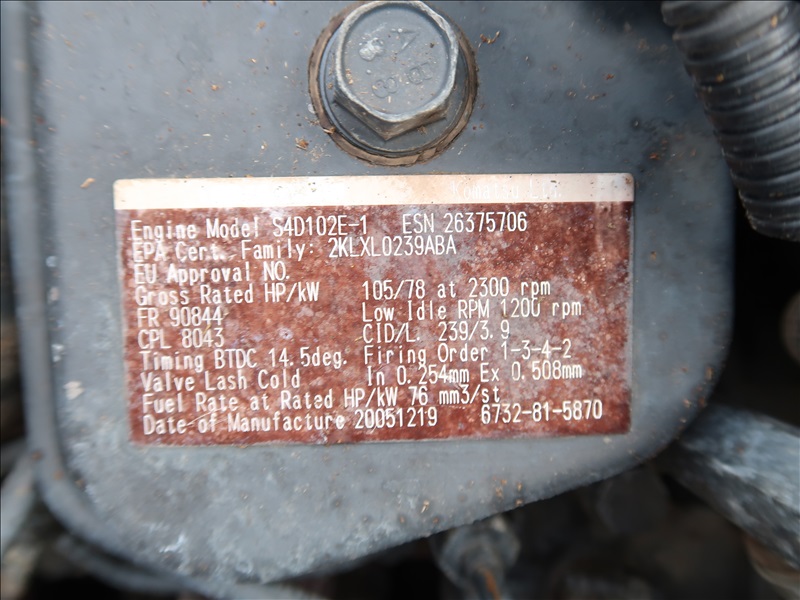 Komatsu Ltd.
Engine Model S4D102E-1 ESN 26375706
EPA Cert. Family: 2KLXL0239ABA
EU Approval NO.
Gross Rated HP/kW 105/78 at 2300 rpm
FR 90844 Low Idle RPM 1200 rpm
CPL 8043 CID/L. 239/3.9
Timing BTDC 14.5deg. Firing Order 1-3-4-2
Valve Lash Cold In 0.254mm Ex 0.508mm
Fuel Rate at Rated HP/kW 76 mm3/st
Date of Manufacture 20051219 6732-81-5870